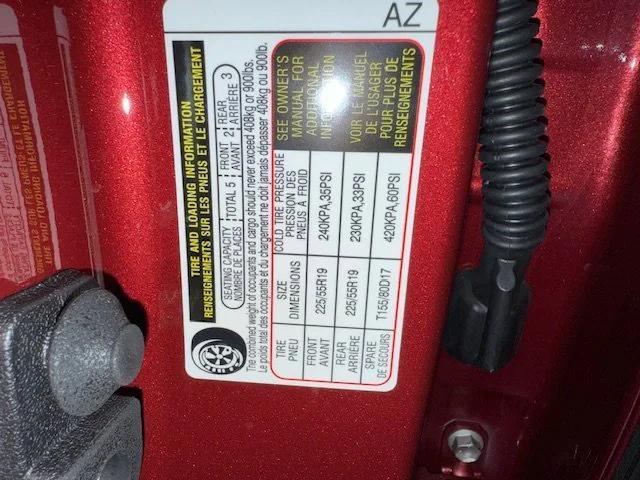 TIRE AND LOADING INFORMATION
RENSEIGNEMENTS SUR LES PNEUS ET LE CHARGEMENT
SEATING CAPACITY TOTAL 5 FRONT 2 REAR 3
NOMBRE DE PLACES AVANT ARRIÈRE
The combined weight of occupants and cargo should never exceed 408kg or 900lbs.
Le poids total des occupants et du chargement ne doit jamais dépasser 408kg ou 900lb.
TIRE SIZE COLD TIRE PRESSURE
PNEU DIMENSIONS PRESSION DES
PNEUS À FROID
FRONT 225/55R19 240KPA,35PSI
AVANT
REAR 225/55R19 230KPA,33PSI
ARRIÈRE
SPARE T155/80D17 420KPA,60PSI
DE SECOURS
SEE OWNER'S
MANUAL FOR
ADDITIONAL
INFORMATION
VOIR LE MANUEL
DE L'USAGER
POUR PLUS DE
RENSEIGNEMENTS
AZ